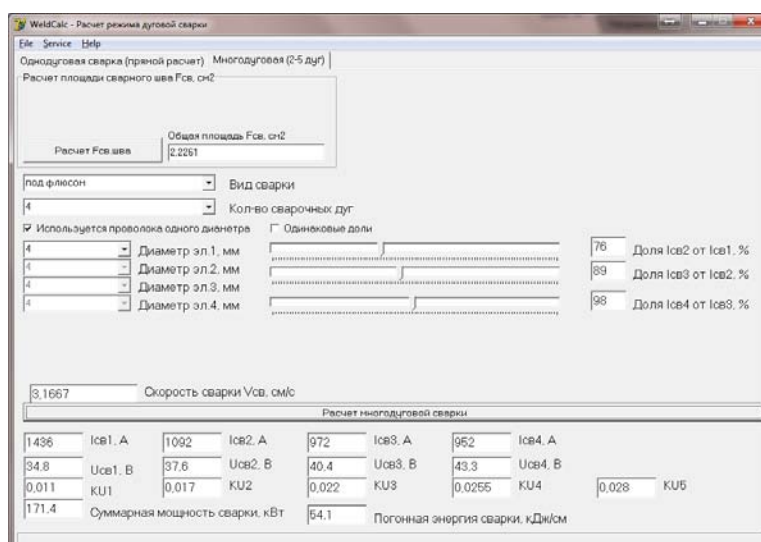 WeldCalc - Расчет режима дуговой сварки
File Service Help
Однодуговая сварка (прямой расчет) Многодуговая (2-5 дуг)
Расчет площади сварного шва Fсв, см2
Общая площадь Fсв, см2
Расчет Fсв.шва 2.2261
под флюсом Вид сварки
4 Кол-во сварочных дуг
Используется проволока одного диаметра Одинаковые доли
4 Диаметр эл.1, мм 76 Доля Iсв2 от Iсв1, %
4 Диаметр эл.2, мм 89 Доля Iсв3 от Iсв2, %
4 Диаметр эл.3, мм
4 Диаметр эл.4, мм 98 Доля Iсв4 от Iсв3, %
3,1667 Скорость сварки Vсв, см/с
Расчет многодуговой сварки
1436 Iсв1, А 1092 Iсв2, А 972 Iсв3, А 952 Iсв4, А
34.8 Uсв1, В 37.6 Uсв2, В 40.4 Uсв3, В 43.3 Uсв4, В
0,011 KU1 0,017 KU2 0,022 KU3 0,0255 KU4 0,028 KU5
171.4 Суммарная мощность сварки, кВт 54.1 Погонная энергия сварки, кДж/см